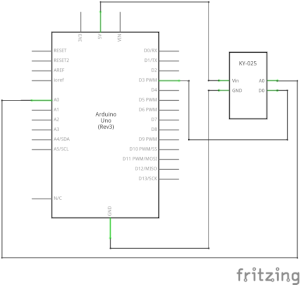 N/C
5V
VIN
RESET
RESET2
AREF
ioref
A0
A1
A2
A3
A4/SDA
A5/SCL
N/C
Arduino
Uno
(Rev3)
D0/RX
D1/TX
D2
D3 PWM
D4
D5 PWM
D6 PWM
D7
D8
D9 PWM
D10 PWM/SS
D11 PWM/MOSI
D12/MISO
D13/SCK
GND
KY-025
Vin
GND
A0
D0
fritzing